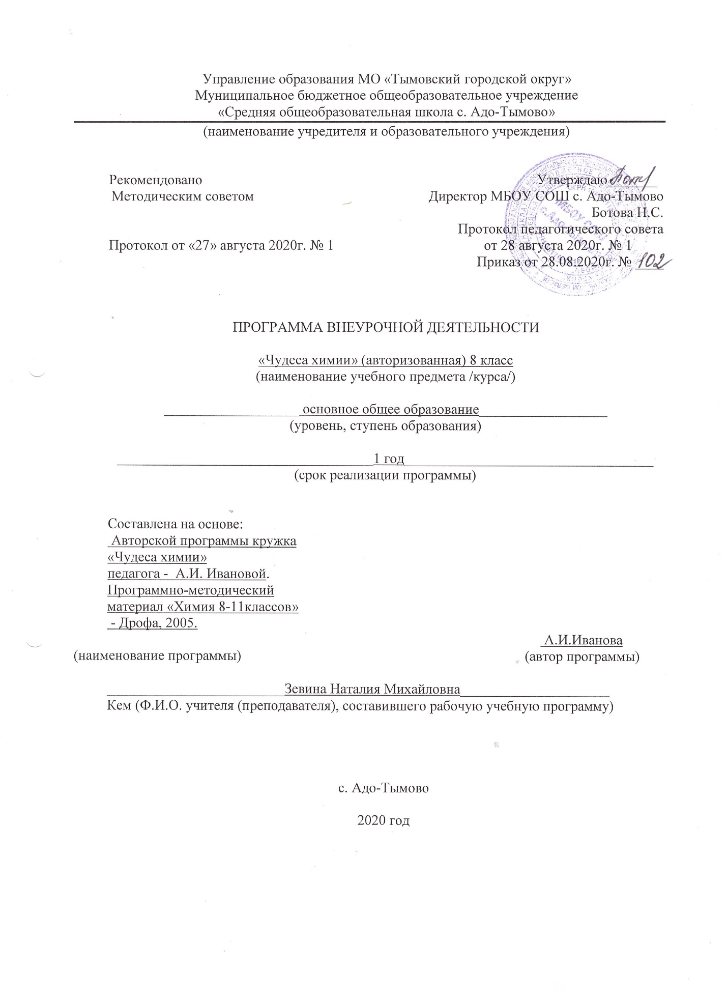 Управление образования МО «Тымовский городской округ»
Муниципальное бюджетное общеобразовательное учреждение
«Средняя общеобразовательная школа с. Адо-Тымово»
(наименование учредителя и образовательного учреждения)
Рекомендовано
Методическим советом
Протокол от «27» августа 2020г. № 1
Утверждаю
Директор МБОУ СОШ с. Адо-Тымово
Ботова Н.С.
Протокол педагогического совета
от 28 августа 2020г. № 1
Приказ от 28.08.2020г. № 102
МБОУ СОШ
ПРОГРАММА ВНЕУРОЧНОЙ ДЕЯТЕЛЬНОСТИ
«Чудеса химии» (авторизованная) 8 класс
(наименование учебного предмета /курса/)
основное общее образование
(уровень, ступень образования)
1 год
(срок реализации программы)
Составлена на основе:
Авторской программы кружка
«Чудеса химии»
педагога - А.И. Ивановой.
Программно-методический
материал «Химия 8-11классов»
- Дрофа, 2005.
А.И.Иванова
(наименование программы) (автор программы)
Зевина Наталия Михайловна
Кем (Ф.И.О. учителя (преподавателя), составившего рабочую учебную программу)
с. Адо-Тымово
2020 год